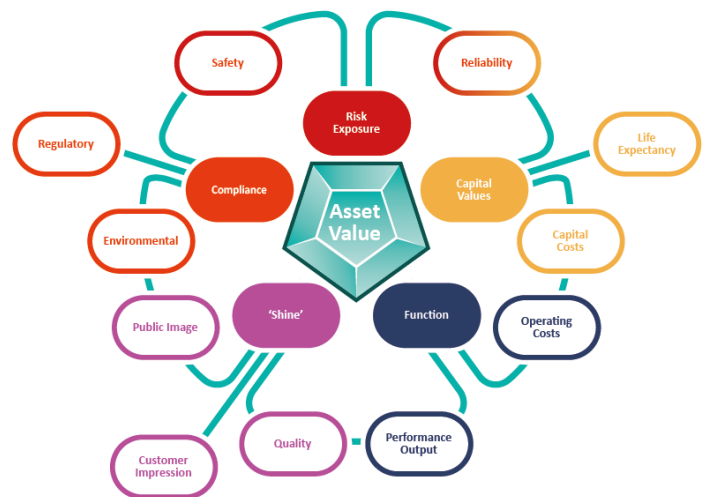 Safety
Reliability
Risk
Exposure
Regulatory
Life
Expectancy
Compliance
Capital
Values
Asset
Value
Environmental
Capital
Costs
Public Image
‘Shine’
Function
Operating
Costs
Quality
Performance
Output
Customer
Impression